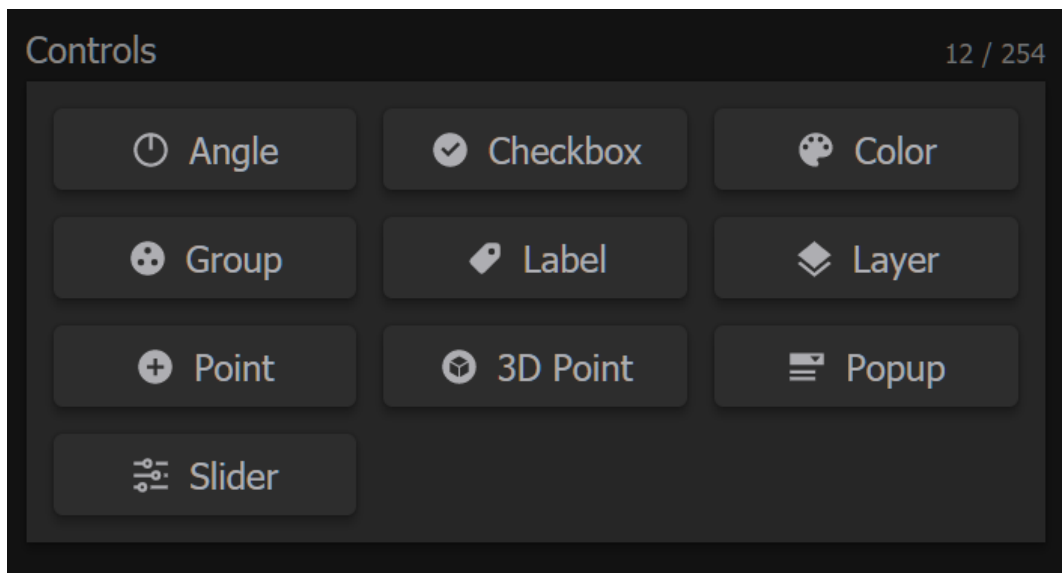 Controls 12 / 254
Angle Checkbox Color
Group Label Layer
Point 3D Point Popup
Slider